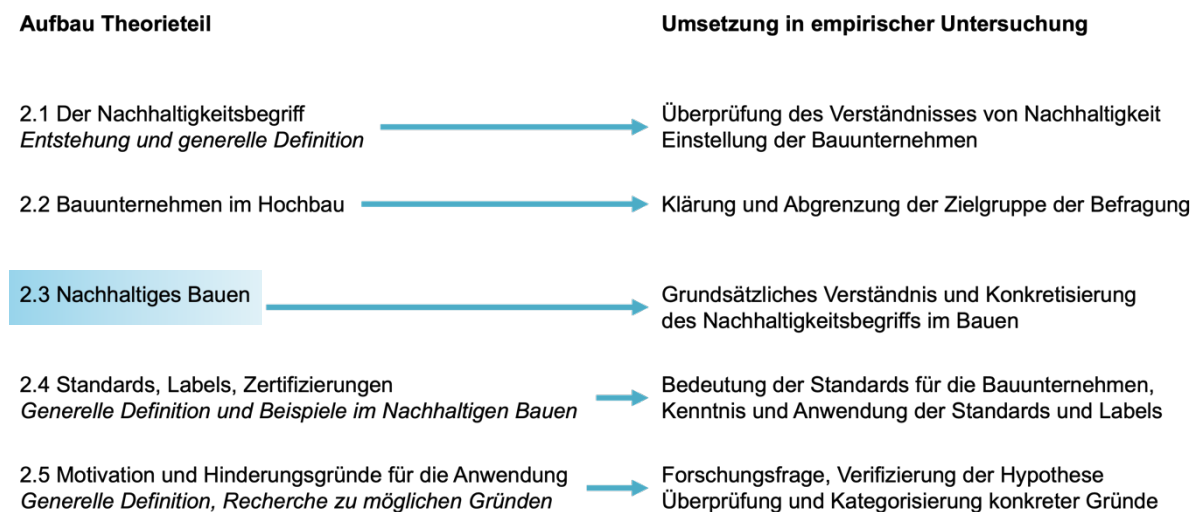 Aufbau Theorieteil
Umsetzung in empirischer Untersuchung
2.1 Der Nachhaltigkeitsbegriff
Entstehung und generelle Definition
Überprüfung des Verständnisses von Nachhaltigkeit
Einstellung der Bauunternehmen
2.2 Bauunternehmen im Hochbau
Klärung und Abgrenzung der Zielgruppe der Befragung
2.3 Nachhaltiges Bauen
Grundsätzliches Verständnis und Konkretisierung
des Nachhaltigkeitsbegriffs im Bauen
2.4 Standards, Labels, Zertifizierungen
Generelle Definition und Beispiele im Nachhaltigen Bauen
Bedeutung der Standards für die Bauunternehmen,
Kenntnis und Anwendung der Standards und Labels
2.5 Motivation und Hinderungsgründe für die Anwendung
Generelle Definition, Recherche zu möglichen Gründen
Forschungsfrage, Verifizierung der Hypothese
Überprüfung und Kategorisierung konkreter Gründe